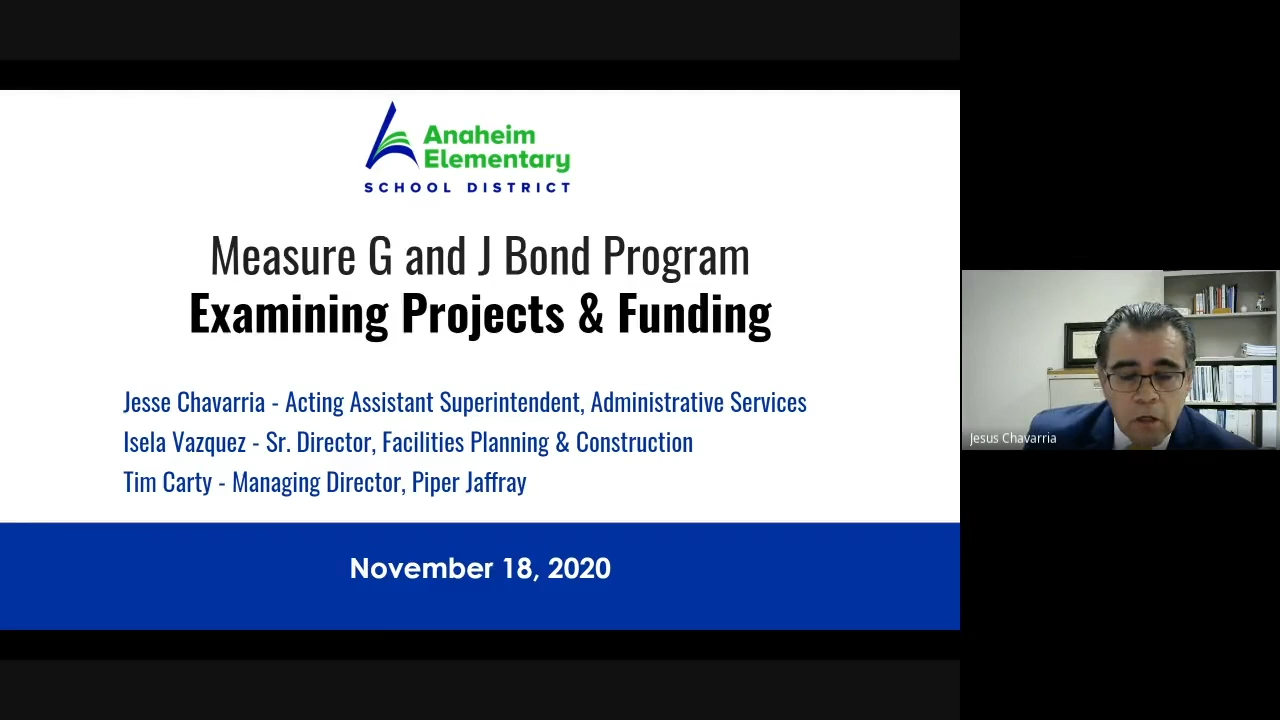 Anaheim
Elementary
SCHOOL DISTRICT
Measure G and J Bond Program
Examining Projects & Funding
Jesse Chavarria - Acting Assistant Superintendent, Administrative Services
Isela Vazquez - Sr. Director, Facilities Planning & Construction
Tim Carty - Managing Director, Piper Jaffray
November 18, 2020
Jesus Chavarria